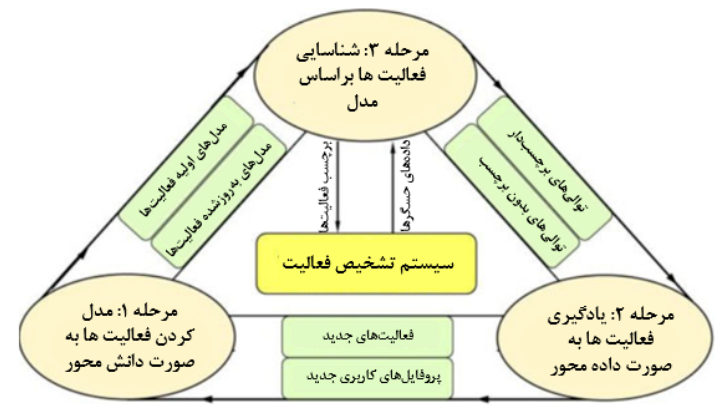 مرحله ۳: شناسایی
فعالیت ها براساس
مدل
مدل‌های اولیه فعالیت‌ها
مدل‌های به‌روزشده فعالیت‌ها
برچسب فعالیت‌ها
داده‌های حسگرها
توالی‌های برچسب‌دار
توالی‌های بدون برچسب
سیستم تشخیص فعالیت
مرحله ۱: مدل
کردن فعالیت ها به
صورت دانش محور
فعالیت‌های جدید
پروفایل‌های کاربری جدید
مرحله ۲: یادگیری
فعالیت ها به
صورت داده محور